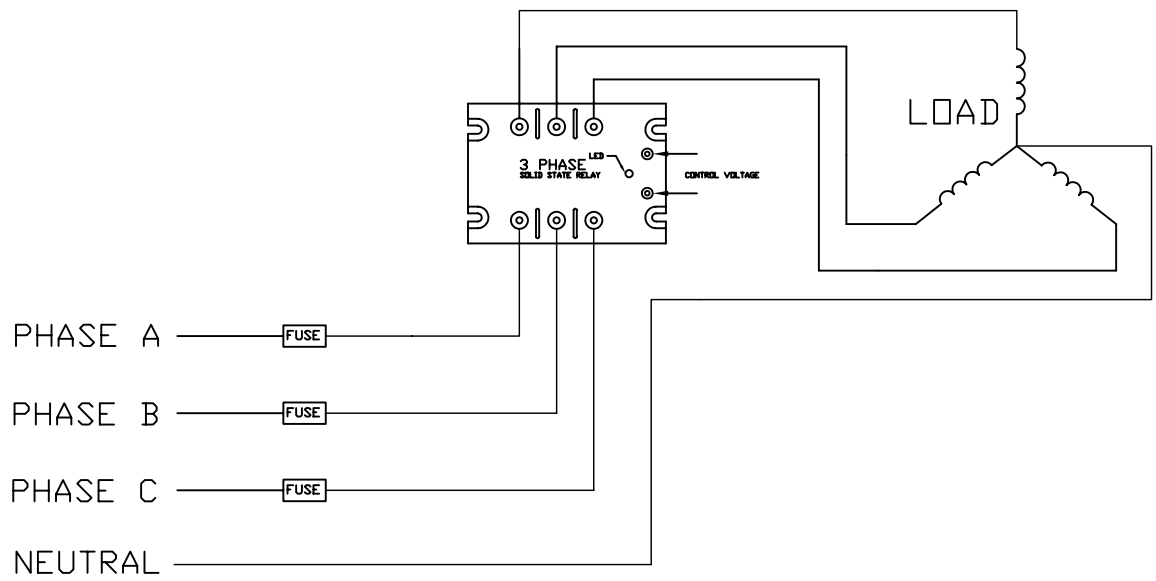 LOAD
LED
3 PHASE
SOLID STATE RELAY
CONTROL VOLTAGE
PHASE A
FUSE
PHASE B
FUSE
PHASE C
FUSE
NEUTRAL